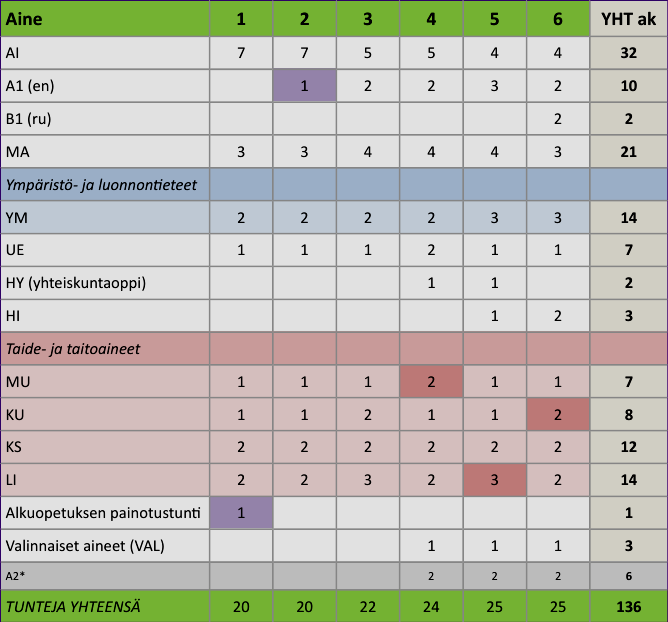 Aine 1 2 3 4 5 6 YHT ak
AI 7 7 5 5 4 4 32
A1 (en) 1 2 2 3 2 10
B1 (ru) 2 2
MA 3 3 4 4 4 3 21
Ympäristö- ja luonnontieteet
YM 2 2 2 2 3 3 14
UE 1 1 1 2 1 1 7
HY (yhteiskuntaoppi) 1 1 2
HI 1 2 3
Taide- ja taitoaineet
MU 1 1 1 2 1 1 7
KU 1 1 2 1 1 2 8
KS 2 2 2 2 2 2 12
LI 2 2 3 2 3 2 14
Alkuopetuksen painotustunti 1 1
Valinnaiset aineet (VAL) 1 1 1 3
A2* 2 2 2 6
TUNTEJA YHTEENSÄ 20 20 22 24 25 25 136